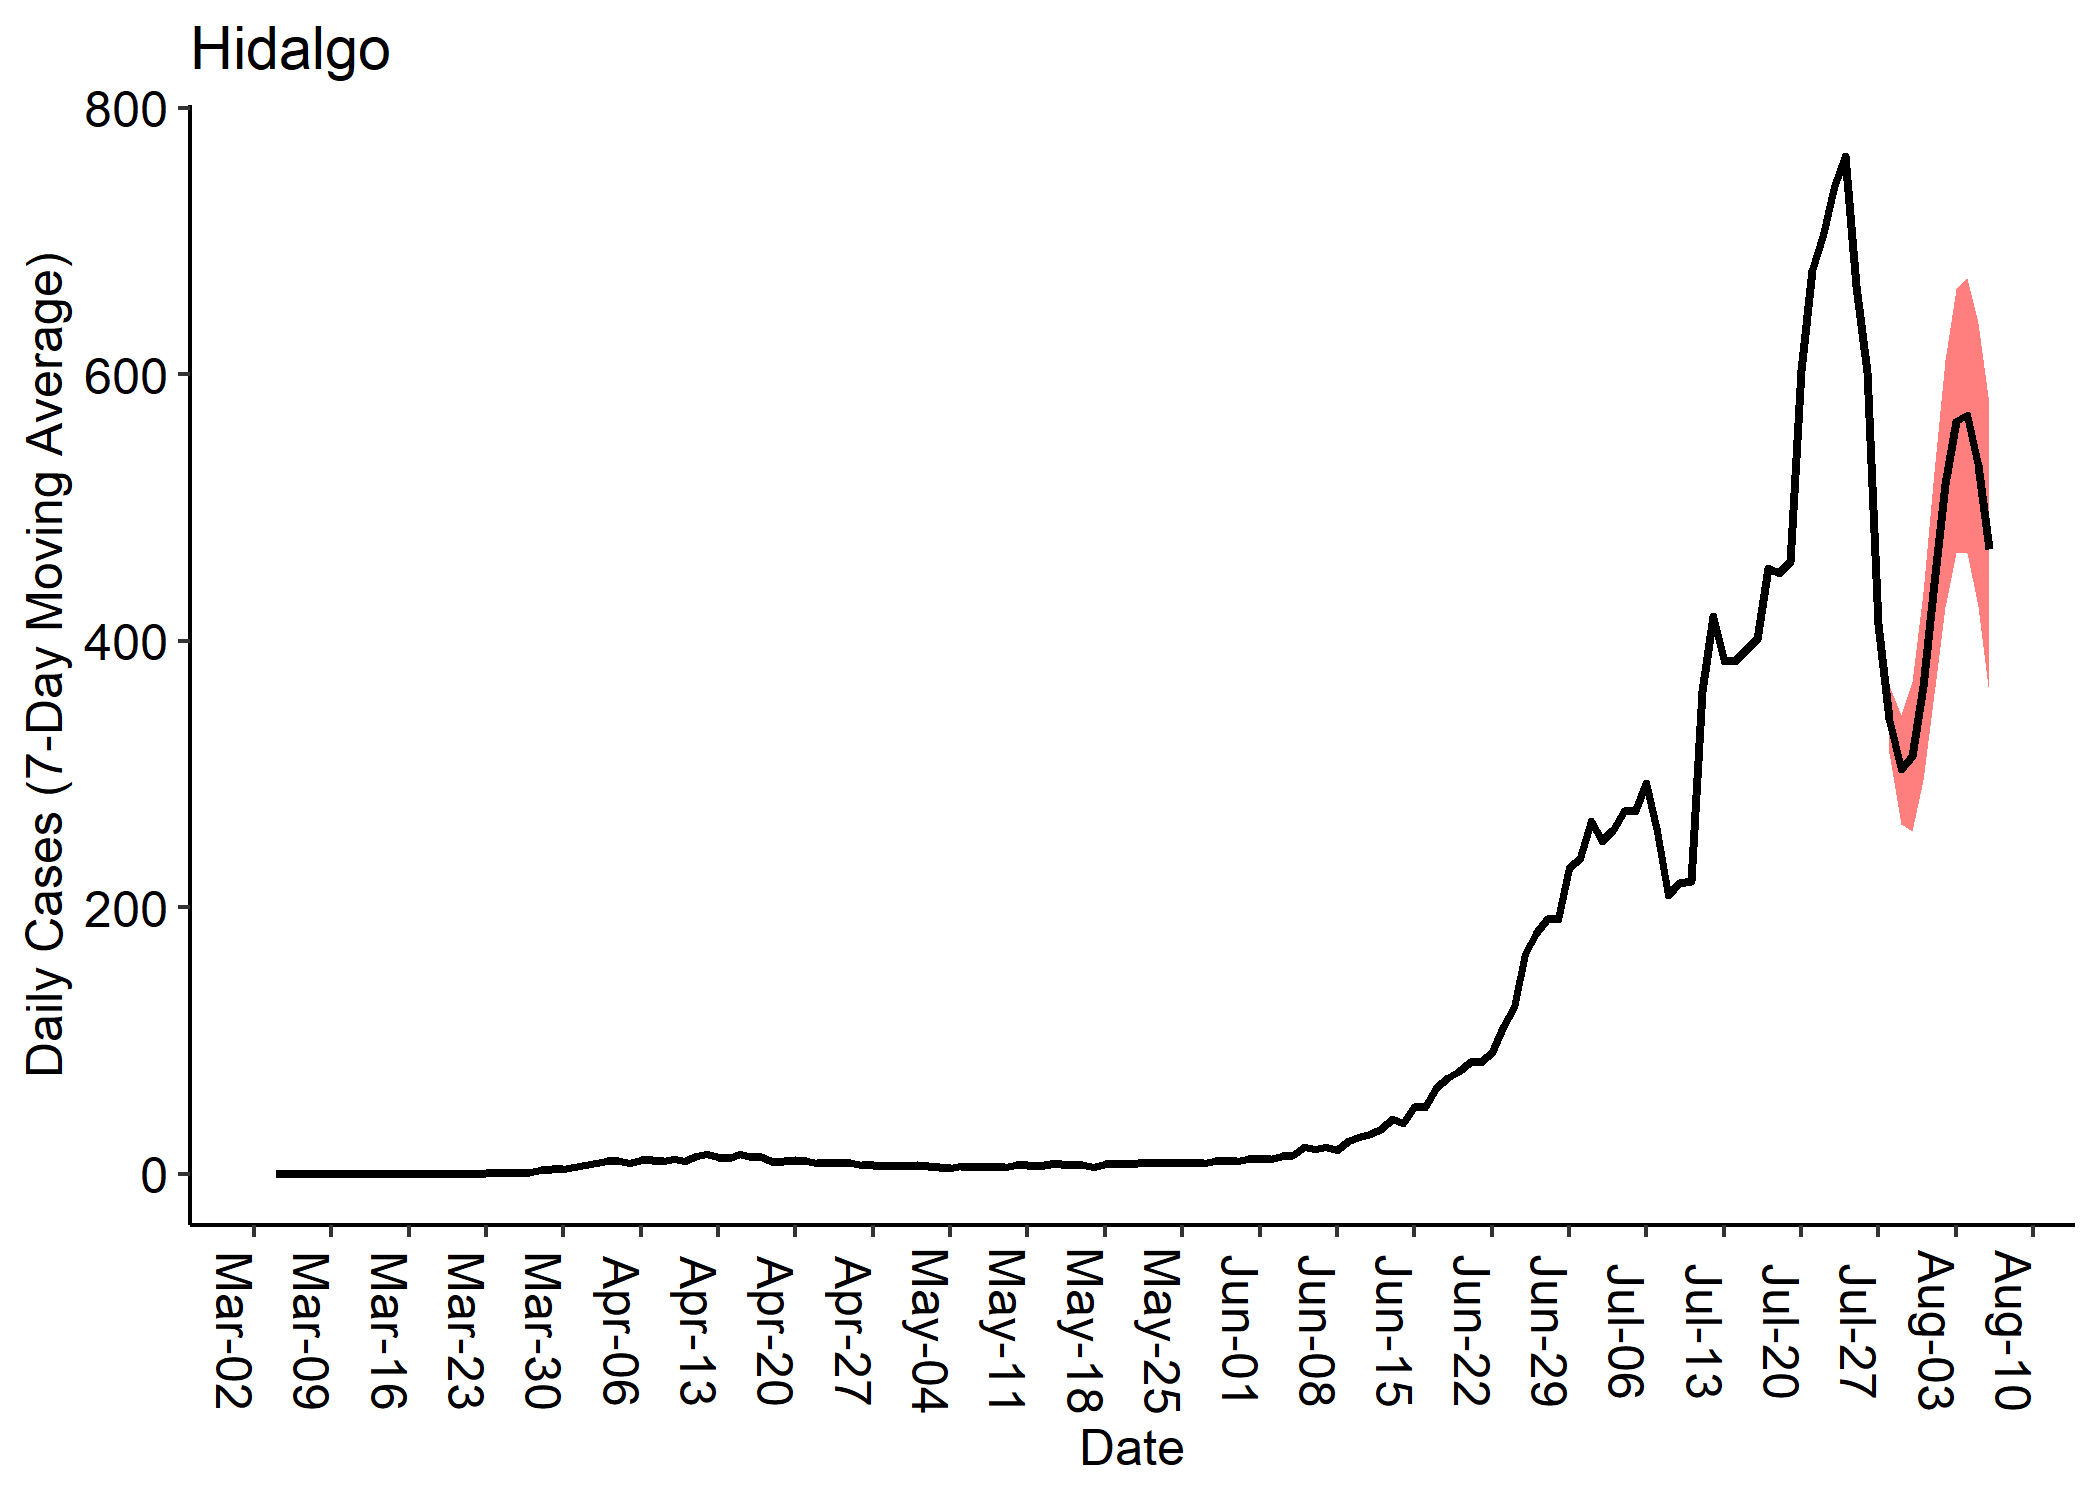 Hidalgo
Daily Cases (7-Day Moving Average)
800
600
400
200
0
Mar-02
Mar-09
Mar-16
Mar-23
Mar-30
Apr-06
Apr-13
Apr-20
Apr-27
May-04
May-11
May-18
May-25
Jun-01
Jun-08
Jun-15
Jun-22
Jun-29
Jul-06
Jul-13
Jul-20
Jul-27
Aug-03
Aug-10
Date